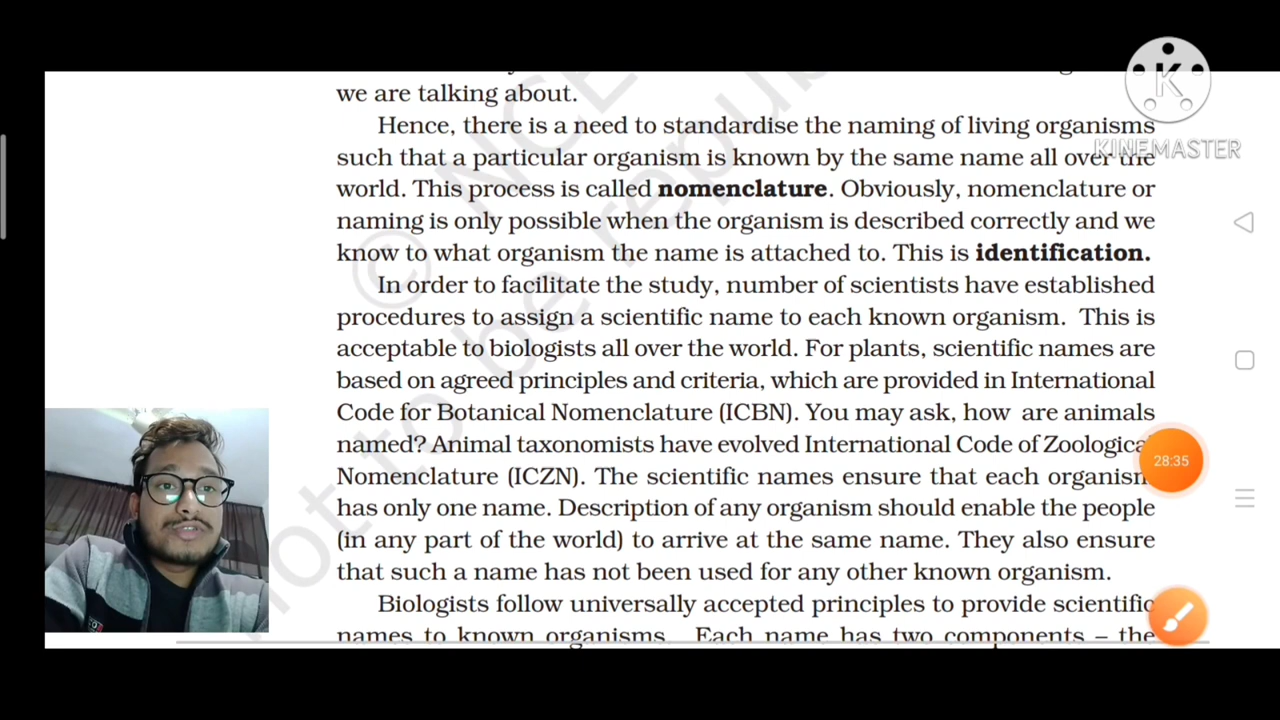 we are talking about.
Hence, there is a need to standardise the naming of living organisms
such that a particular organism is known by the same name all over the
world. This process is called nomenclature. Obviously, nomenclature or
naming is only possible when the organism is described correctly and we
know to what organism the name is attached to. This is identification.
In order to facilitate the study, number of scientists have established
procedures to assign a scientific name to each known organism. This is
acceptable to biologists all over the world. For plants, scientific names are
based on agreed principles and criteria, which are provided in International
Code for Botanical Nomenclature (ICBN). You may ask, how are animals
named? Animal taxonomists have evolved International Code of Zoological
Nomenclature (ICZN). The scientific names ensure that each organism
has only one name. Description of any organism should enable the people
(in any part of the world) to arrive at the same name. They also ensure
that such a name has not been used for any other known organism.
Biologists follow universally accepted principles to provide scientific
names to known organisms. Each name has two components – the
K
KINEMASTER
28:35
© NCE
not to be repub